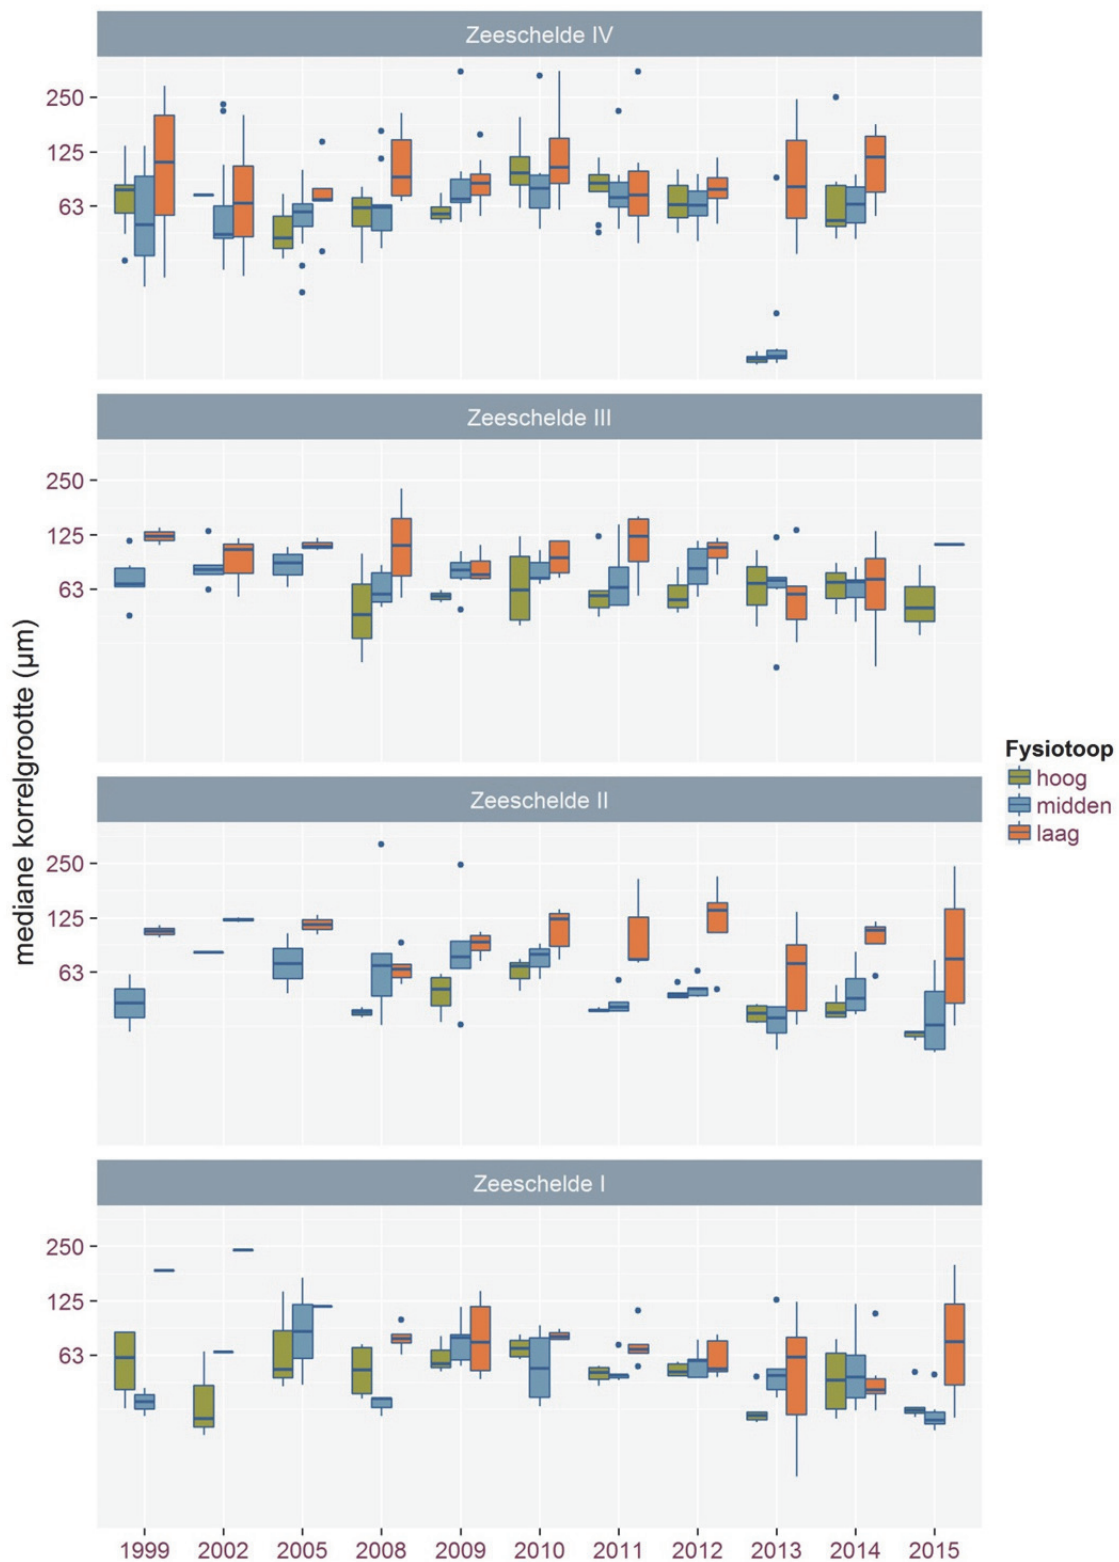 Zeeschelde IV
250
125
63
Zeeschelde III
250
125
63
Zeeschelde II
250
125
63
Zeeschelde I
250
125
63
mediane korrelgrootte (µm)
1999 2002 2005 2008 2009 2010 2011 2012 2013 2014 2015
Fysiotoop
hoog
midden
laag